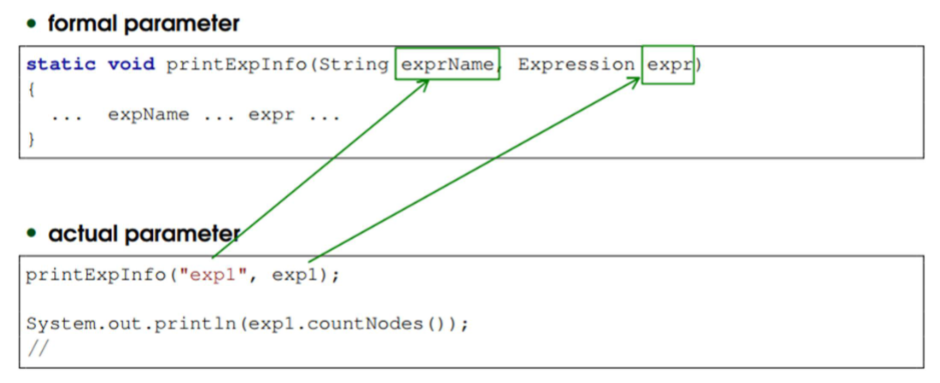 • formal parameter
static void printExpInfo(String exprName, Expression expr)
{
... expName ... expr ...
}
• actual parameter
printExpInfo("exp1", exp1);
System.out.println(exp1.countNodes());
//